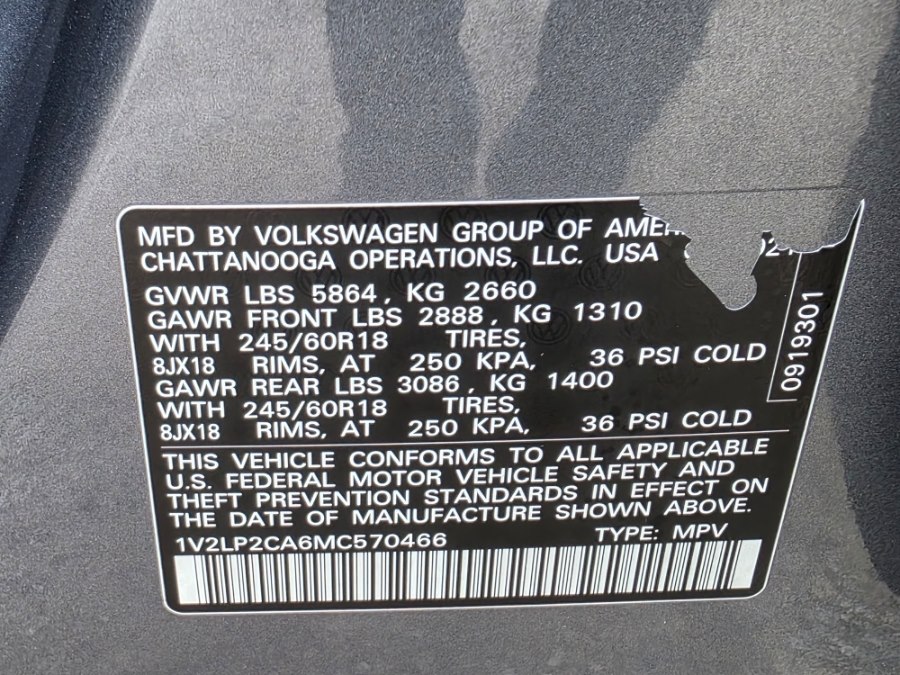 MFD BY VOLKSWAGEN GROUP OF
CHATTANOOGA OPERATIONS, LLC. USA
GVWR LBS 5864, KG 2660
GAWR FRONT LBS 2888, KG 1310
WITH 245/60R18 TIRES,
8JX18 RIMS, AT 250 KPA, 36 PSI COLD
GAWR REAR LBS 3086, KG 1400
WITH 245/60R18 TIRES,
8JX18 RIMS, AT 250 KPA, 36 PSI COLD
0919301
THIS VEHICLE CONFORMS TO ALL APPLICABLE
U.S. FEDERAL MOTOR VEHICLE SAFETY AND
THEFT PREVENTION STANDARDS IN EFFECT ON
THE DATE OF MANUFACTURE SHOWN ABOVE.
1V2LP2CA6MC570466 TYPE: MPV